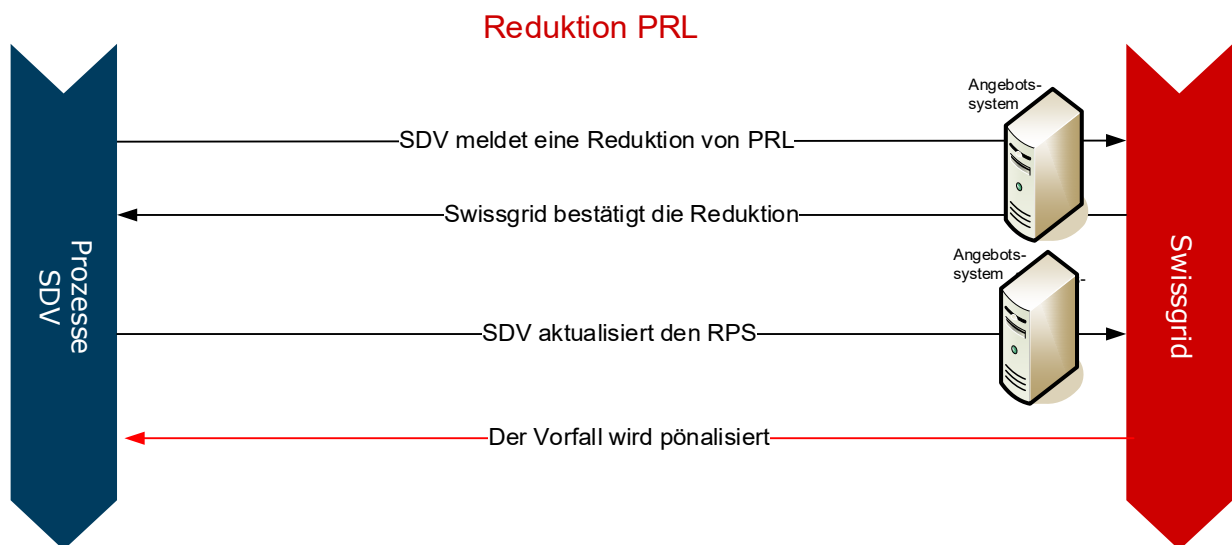 Reduktion PRL
Angebots-
system
SDV meldet eine Reduktion von PRL
Swissgrid bestätigt die Reduktion
Angebots-
system
SDV aktualisiert den RPS
Der Vorfall wird pönalisiert
Prozesse
SDV
Swissgrid